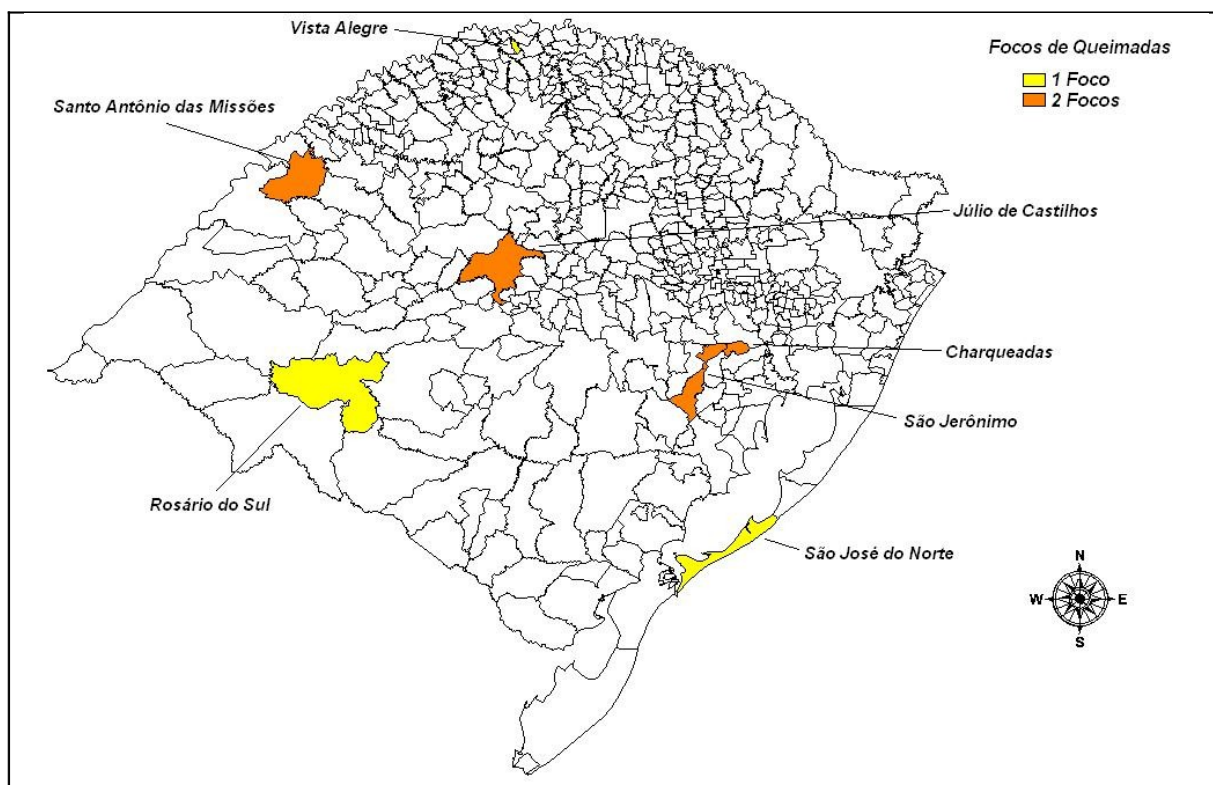 Vista Alegre
Focos de Queimadas
1 Foco
2 Focos
Santo Antônio das Missões
Júlio de Castilhos
Charqueadas
São Jerônimo
Rosário do Sul
São José do Norte
N
W
E
S